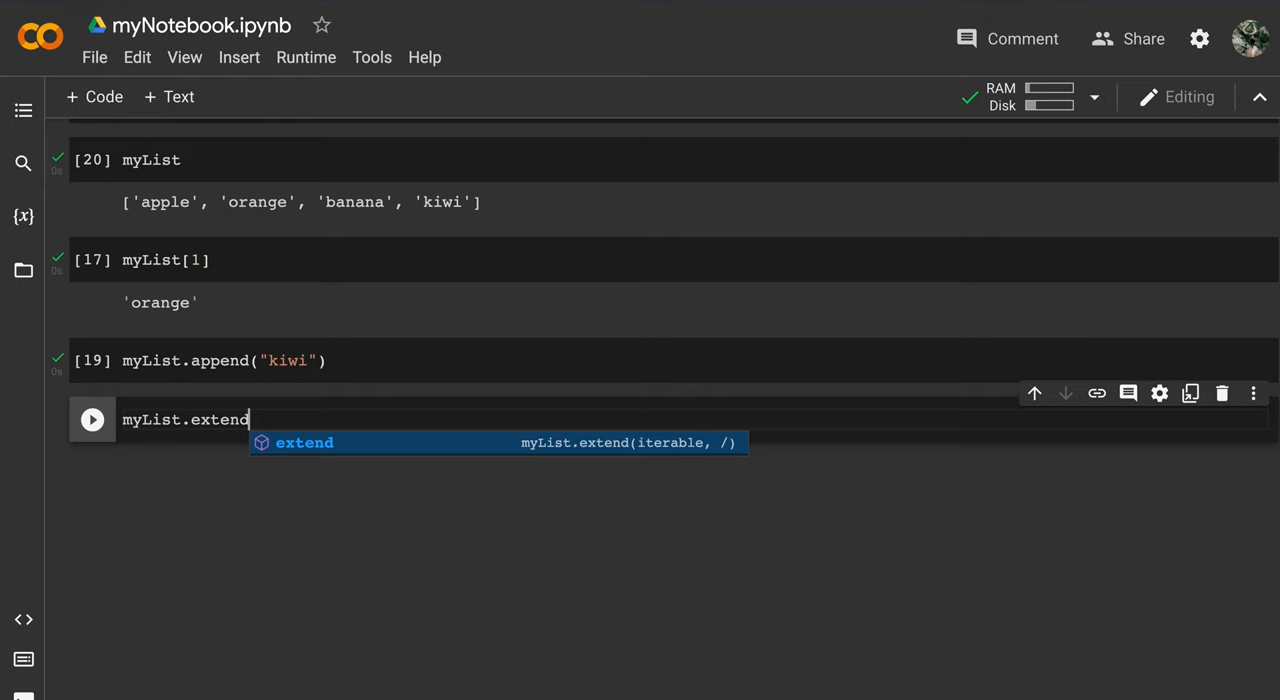 myNotebook.ipynb
File Edit View Insert Runtime Tools Help
Comment Share
+ Code + Text
RAM
Disk
Editing
{x}
0s [20] myList
['apple', 'orange', 'banana', 'kiwi']
0s [17] myList[1]
'orange'
0s [19] myList.append("kiwi")
myList.extend
extend myList.extend(iterable, /)